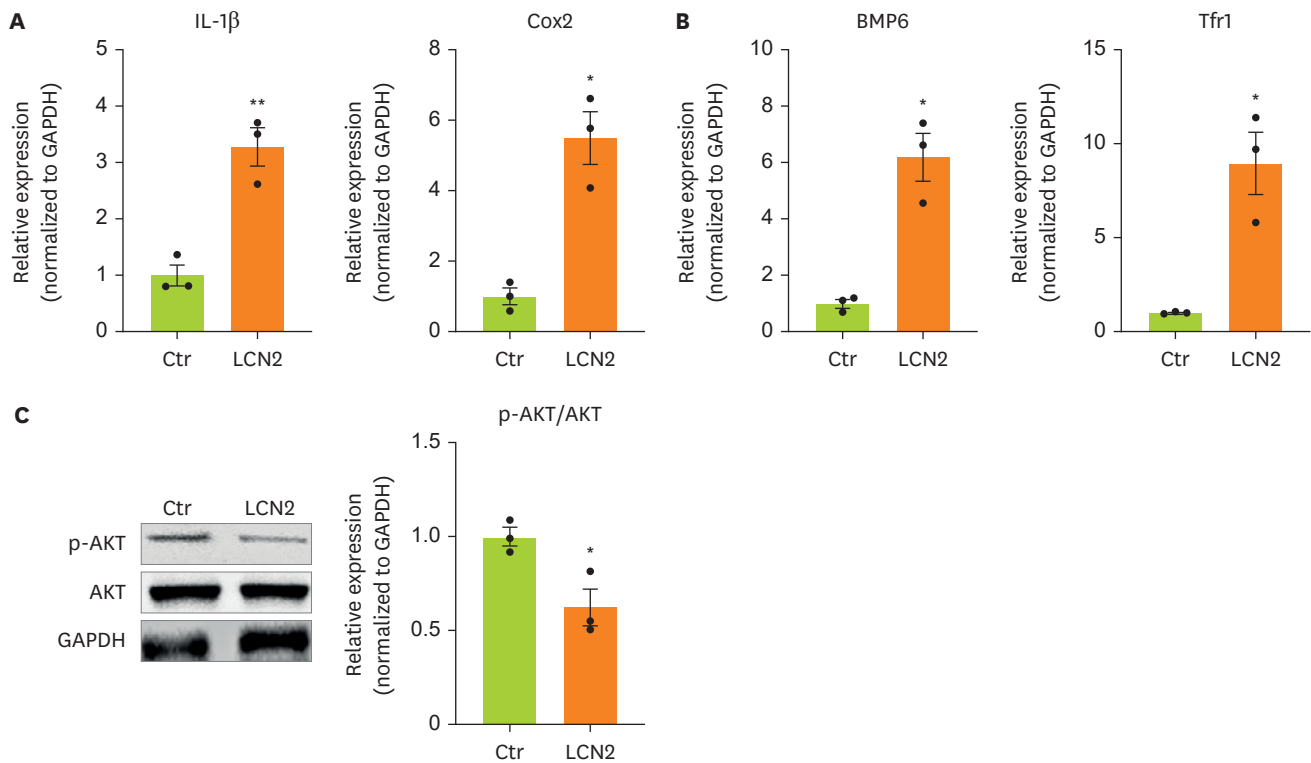 A
IL-1β
Relative expression
(normalized to GAPDH)
5
4
3
2
1
0
**
Ctr
LCN2
Cox2
Relative expression
(normalized to GAPDH)
8
6
4
2
0
*
Ctr
LCN2
B
BMP6
Relative expression
(normalized to GAPDH)
10
8
6
4
2
0
*
Ctr
LCN2
Tfr1
Relative expression
(normalized to GAPDH)
15
10
5
0
*
Ctr
LCN2
C
Ctr
LCN2
p-AKT
AKT
GAPDH
p-AKT/AKT
Relative expression
(normalized to GAPDH)
1.5
1.0
0.5
0
*
Ctr
LCN2